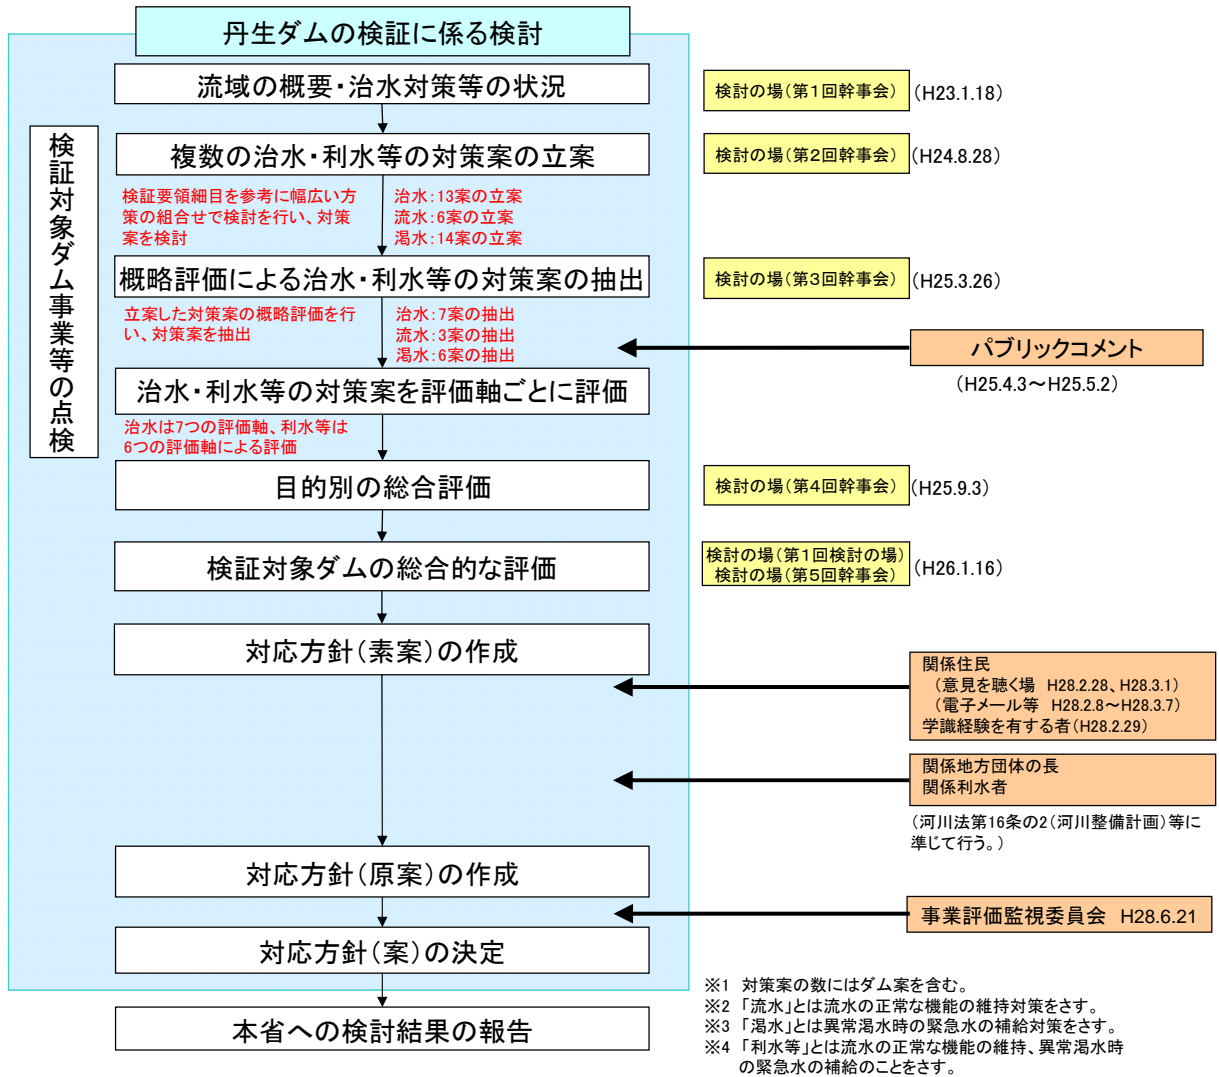 丹生ダムの検証に係る検討
流域の概要・治水対策等の状況
検討の場(第1回幹事会)
(H23.1.18)
検証対象ダム事業等の点検
複数の治水・利水等の対策案の立案
検討の場(第2回幹事会)
(H24.8.28)
検証要領細目を参考に幅広い方
策の組合せで検討を行い、対策
案を検討
治水:13案の立案
流水:6案の立案
渇水:14案の立案
概略評価による治水・利水等の対策案の抽出
検討の場(第3回幹事会)
(H25.3.26)
立案した対策案の概略評価を行
い、対策案を抽出
治水:7案の抽出
流水:3案の抽出
渇水:6案の抽出
パブリックコメント
(H25.4.3~H25.5.2)
治水・利水等の対策案を評価軸ごとに評価
治水は7つの評価軸、利水等は
6つの評価軸による評価
目的別の総合評価
検討の場(第4回幹事会)
(H25.9.3)
検証対象ダムの総合的な評価
検討の場(第1回検討の場)
検討の場(第5回幹事会)
(H26.1.16)
対応方針(素案)の作成
関係住民
(意見を聴く場 H28.2.28、H28.3.1)
(電子メール等 H28.2.8~H28.3.7)
学識経験を有する者(H28.2.29)
関係地方団体の長
関係利水者
(河川法第16条の2(河川整備計画)等に
準じて行う。)
対応方針(原案)の作成
事業評価監視委員会 H28.6.21
対応方針(案)の決定
本省への検討結果の報告
※1 対策案の数にはダム案を含む。
※2 「流水」とは流水の正常な機能の維持対策をさす。
※3 「渇水」とは異常渇水時の緊急水の補給対策をさす。
※4 「利水等」とは流水の正常な機能の維持、異常渇水時
の緊急水の補給のことをさす。